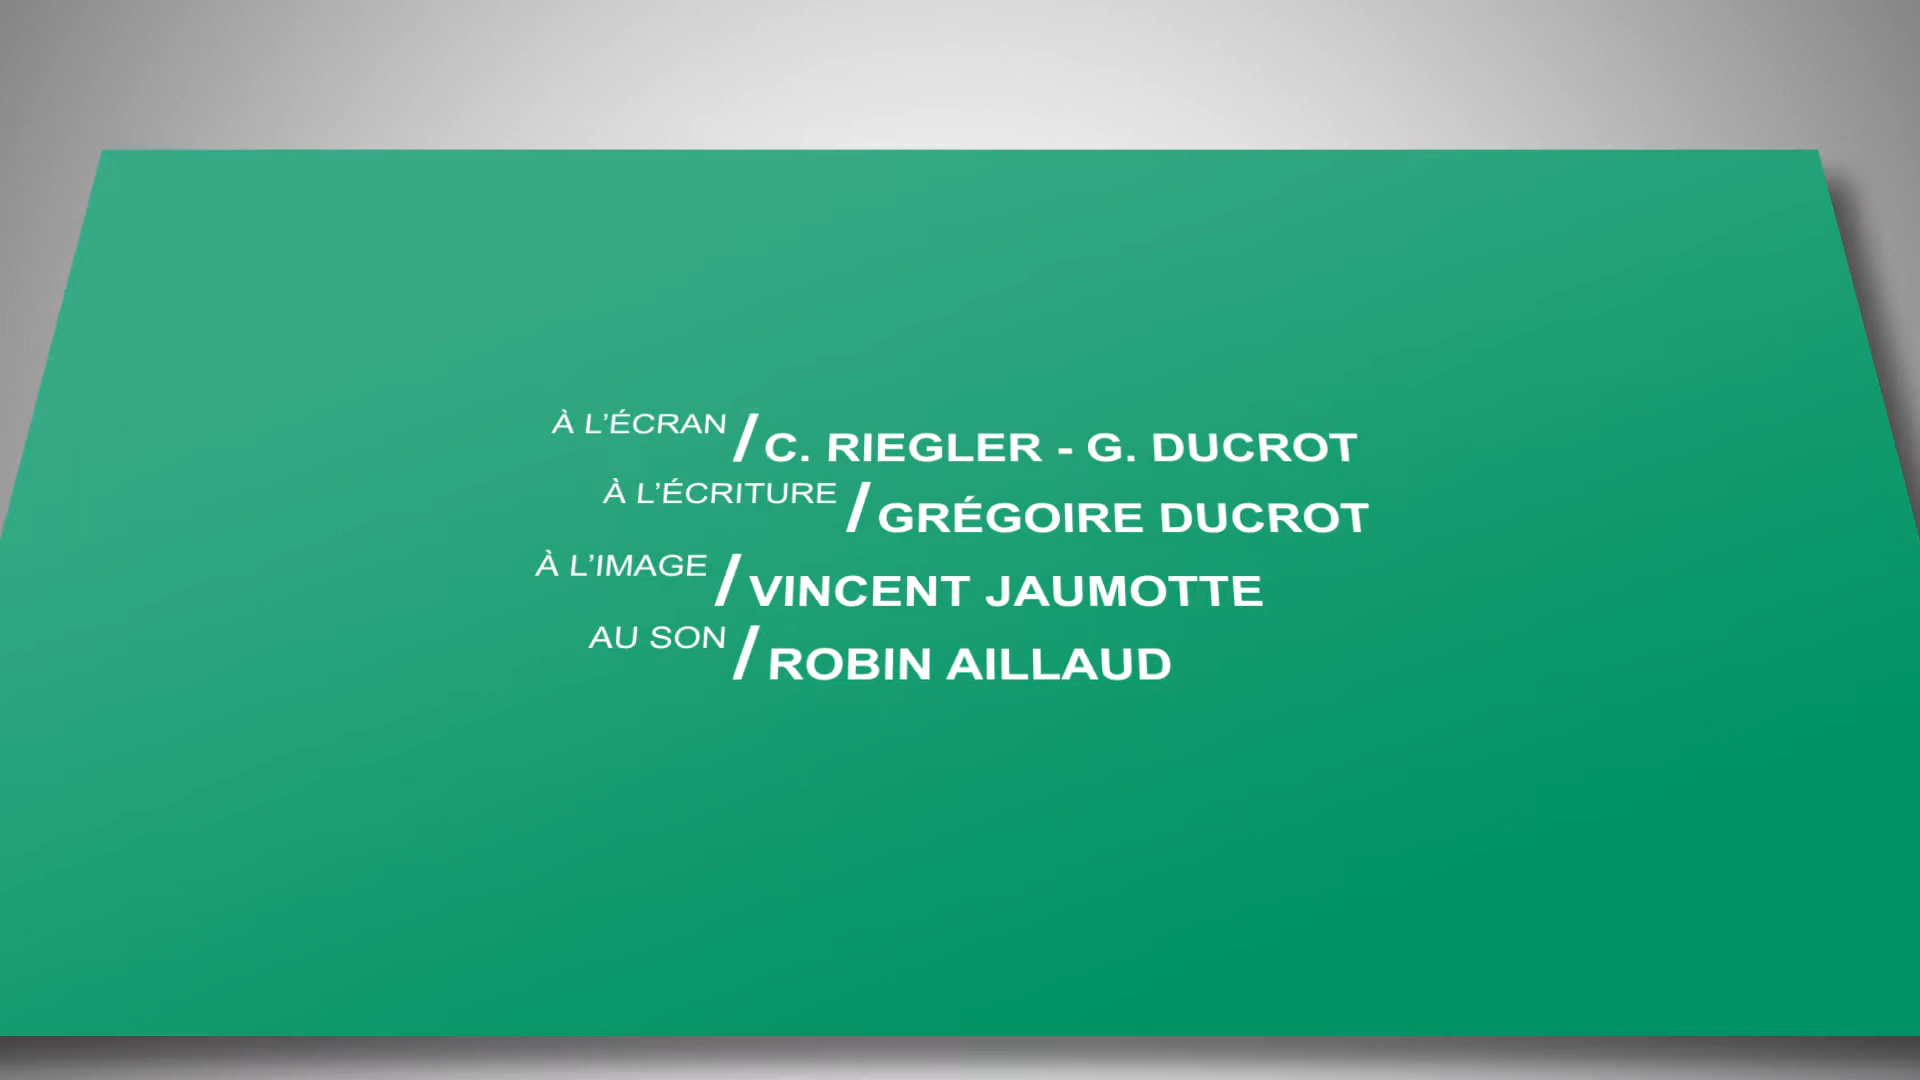 À L’ÉCRAN / C. RIEGLER - G. DUCROT
À L’ÉCRITURE / GRÉGOIRE DUCROT
À L’IMAGE / VINCENT JAUMOTTE
AU SON / ROBIN AILLAUD